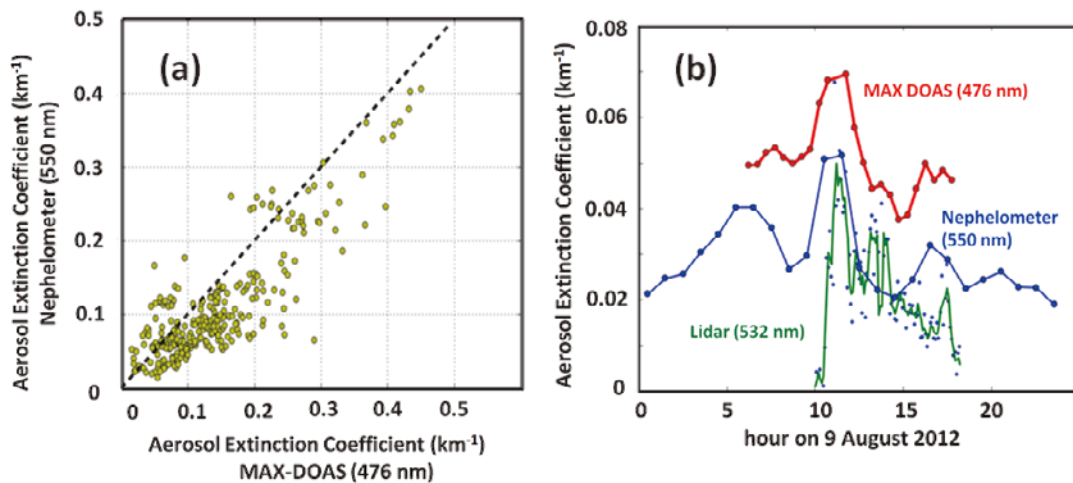 (a)
Aerosol Extinction Coefficient (km⁻¹)
Nephelometer (550 nm)
0.5
0.4
0.3
0.2
0.1
0
0 0.1 0.2 0.3 0.4 0.5
Aerosol Extinction Coefficient (km⁻¹)
MAX-DOAS (476 nm)
(b)
Aerosol Extinction Coefficient (km⁻¹)
0.08
0.06
0.04
0.02
0
MAX DOAS (476 nm)
Nephelometer
(550 nm)
Lidar (532 nm)
0 5 10 15 20
hour on 9 August 2012